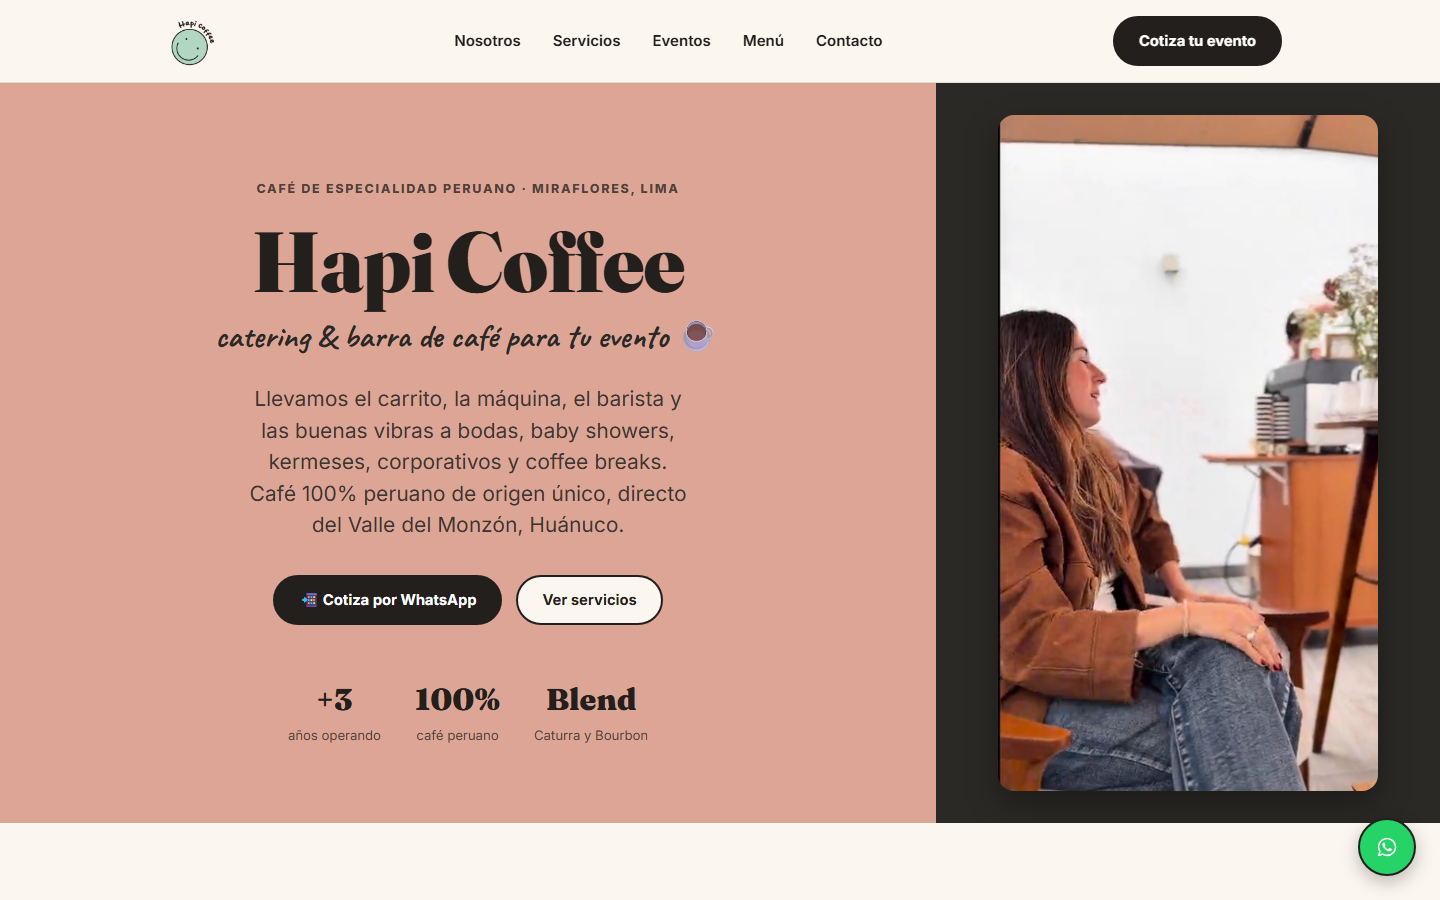 Hapi coffee
Nosotros
Servicios
Eventos
Menú
Contacto
Cotiza tu evento
CAFÉ DE ESPECIALIDAD PERUANO · MIRAFLORES, LIMA
Hapi Coffee
catering & barra de café para tu evento
Llevamos el carrito, la máquina, el barista y
las buenas vibras a bodas, baby showers,
kermeses, corporativos y coffee breaks.
Café 100% peruano de origen único, directo
del Valle del Monzón, Huánuco.
Cotiza por WhatsApp
Ver servicios
+3
años operando
100%
café peruano
Blend
Caturra y Bourbon